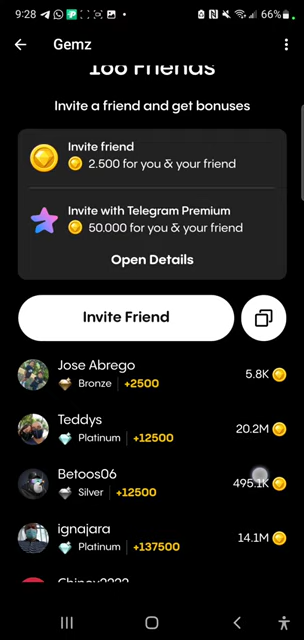 9:28
66%
Gemz
166 Friends
Invite a friend and get bonuses
Invite friend
2.500 for you & your friend
Invite with Telegram Premium
50.000 for you & your friend
Open Details
Invite Friend
Jose Abrego
Bronze | +2500
5.8K
Teddys
Platinum | +12500
20.2M
Betoos06
Silver | +12500
495.1K
ignajara
Platinum | +137500
14.1M